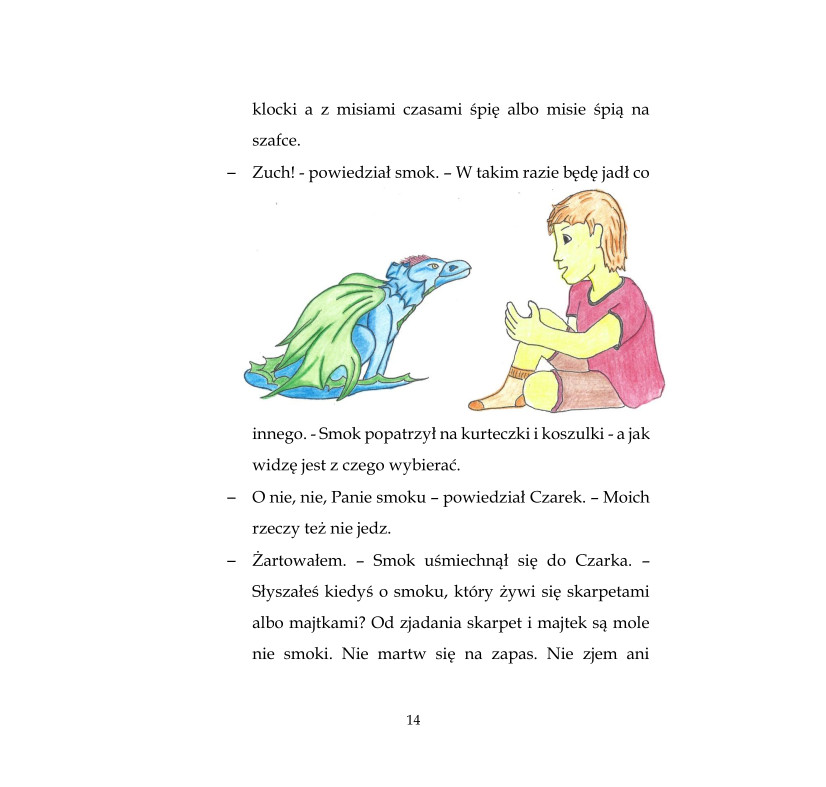 klocki a z misiami czasami śpię albo misie śpią na
szafce.
– Zuch! - powiedział smok. – W takim razie będę jadł co
innego. - Smok popatrzył na kurteczki i koszulki - a jak
widzę jest z czego wybierać.
– O nie, nie, Panie smoku – powiedział Czarek. – Moich
rzeczy też nie jedz.
– Żartowałem. – Smok uśmiechnął się do Czarka. –
Słyszałeś kiedyś o smoku, który żywi się skarpetami
albo majtkami? Od zjadania skarpet i majtek są mole
nie smoki. Nie martw się na zapas. Nie zjem ani
14